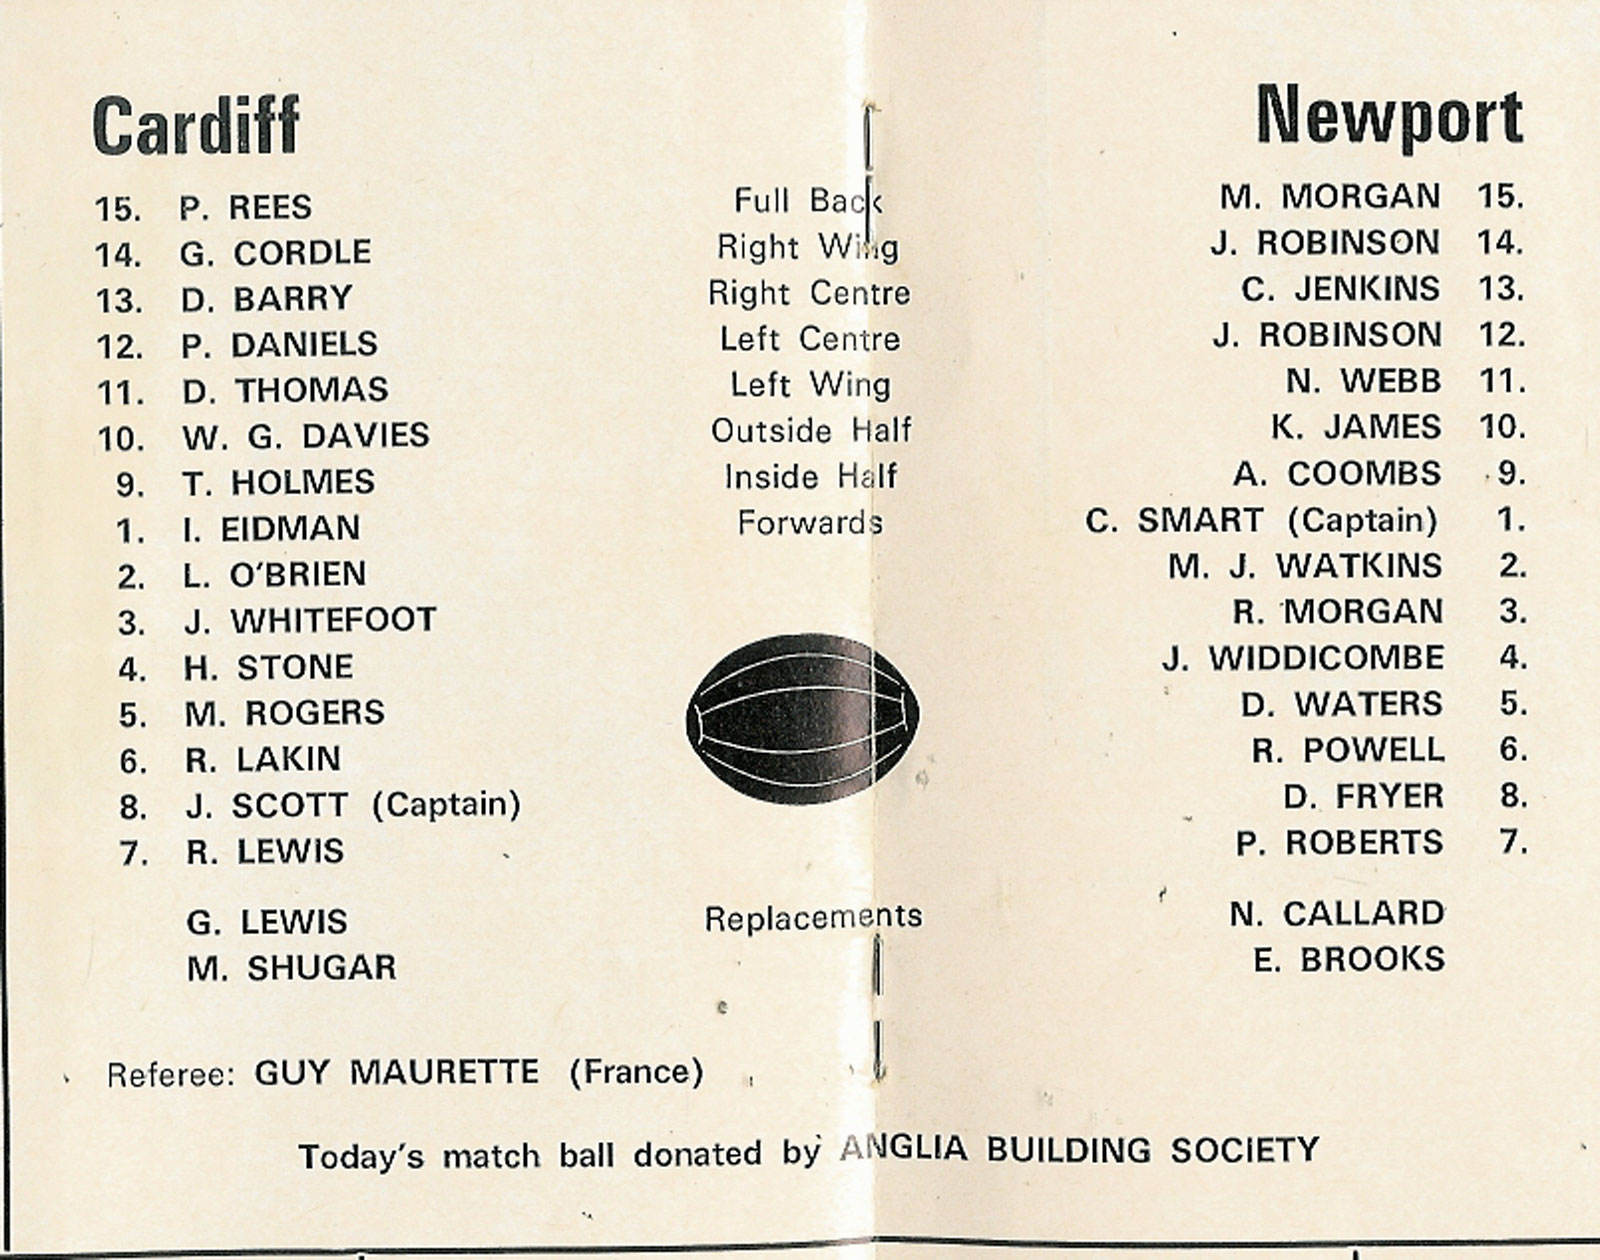 Cardiff Newport
15. P. REES Full Back M. MORGAN 15.
14. G. CORDLE Right Wing J. ROBINSON 14.
13. D. BARRY Right Centre C. JENKINS 13.
12. P. DANIELS Left Centre J. ROBINSON 12.
11. D. THOMAS Left Wing N. WEBB 11.
10. W. G. DAVIES Outside Half K. JAMES 10.
9. T. HOLMES Inside Half A. COOMBS 9.
1. I. EIDMAN Forwards C. SMART (Captain) 1.
2. L. O'BRIEN M. J. WATKINS 2.
3. J. WHITEFOOT R. MORGAN 3.
4. H. STONE J. WIDDICOMBE 4.
5. M. ROGERS D. WATERS 5.
6. R. LAKIN R. POWELL 6.
8. J. SCOTT (Captain) D. FRYER 8.
7. R. LEWIS P. ROBERTS 7.
G. LEWIS Replacements N. CALLARD
M. SHUGAR E. BROOKS
Referee: GUY MAURETTE (France)
Today's match ball donated by ANGLIA BUILDING SOCIETY